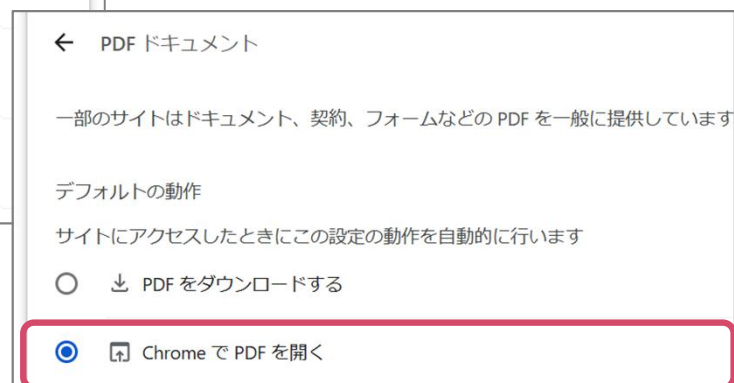 PDF ドキュメント
一部のサイトはドキュメント、契約、フォームなどの PDF を一般に提供しています
デフォルトの動作
サイトにアクセスしたときにこの設定の動作を自動的に行います
PDF をダウンロードする
Chrome で PDF を開く